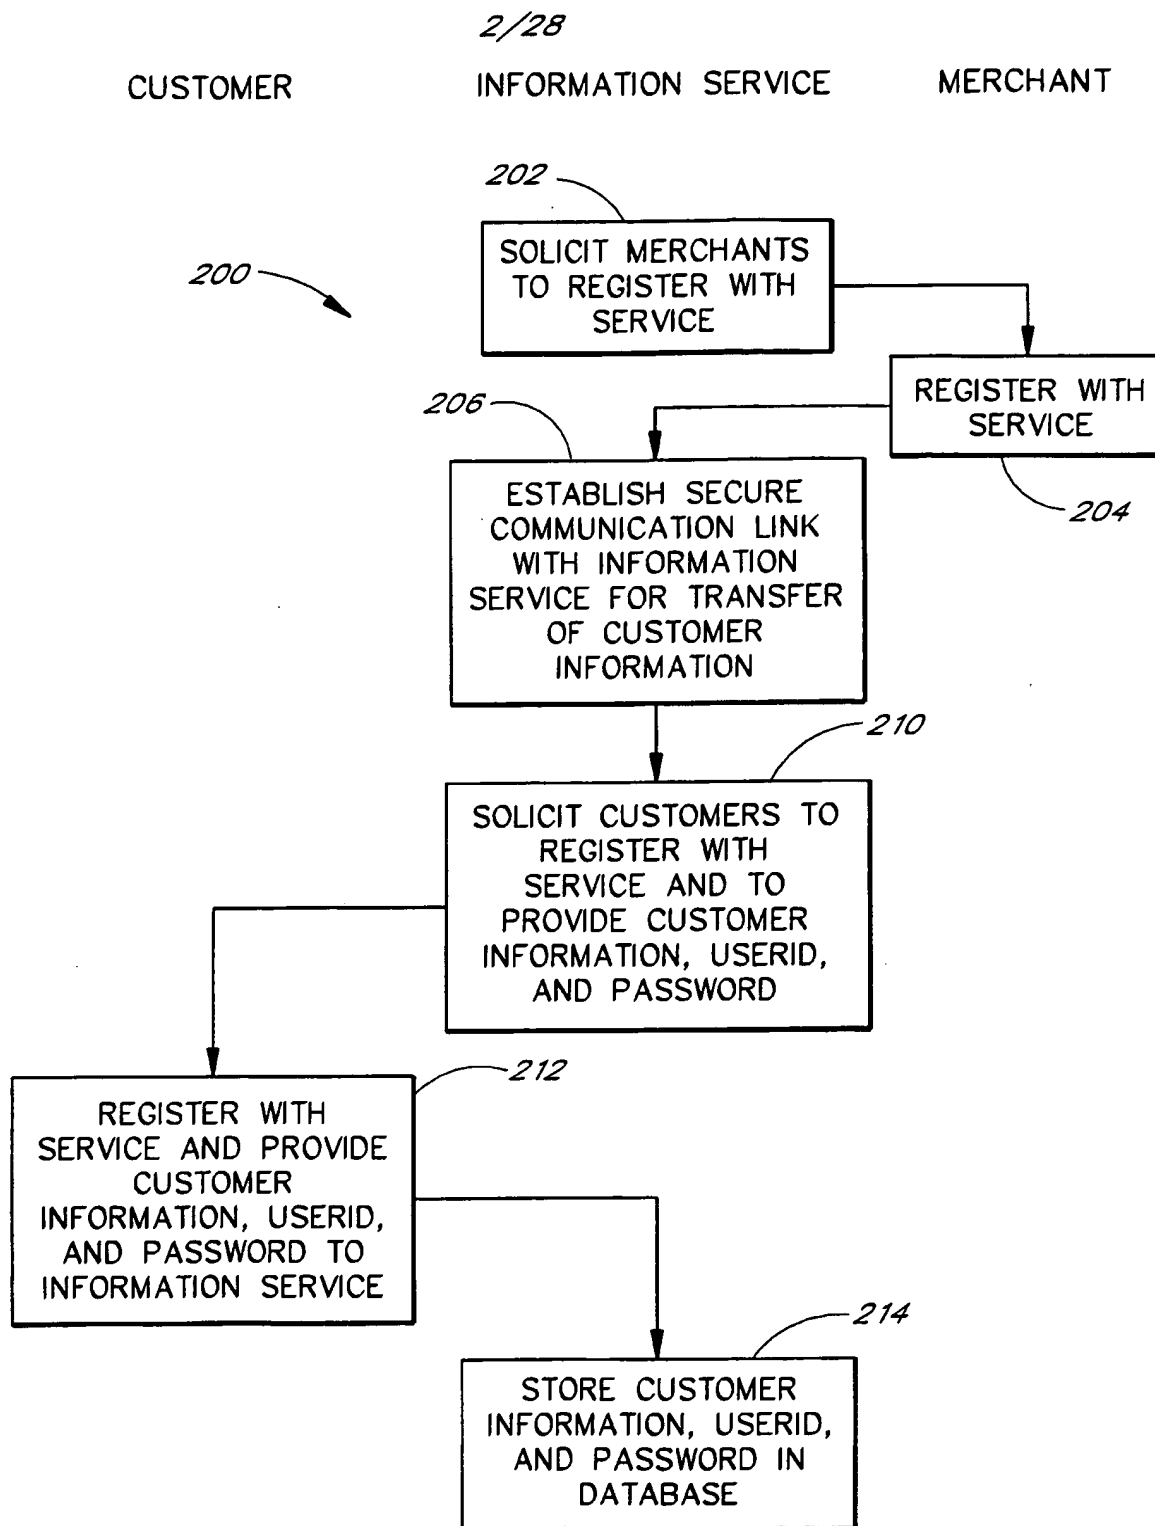 2/28
CUSTOMER
INFORMATION SERVICE
MERCHANT
202
SOLICIT MERCHANTS
TO REGISTER WITH
SERVICE
200
REGISTER WITH
SERVICE
204
206
ESTABLISH SECURE
COMMUNICATION LINK
WITH INFORMATION
SERVICE FOR TRANSFER
OF CUSTOMER
INFORMATION
210
SOLICIT CUSTOMERS TO
REGISTER WITH
SERVICE AND TO
PROVIDE CUSTOMER
INFORMATION, USERID,
AND PASSWORD
212
REGISTER WITH
SERVICE AND PROVIDE
CUSTOMER
INFORMATION, USERID,
AND PASSWORD TO
INFORMATION SERVICE
214
STORE CUSTOMER
INFORMATION, USERID,
AND PASSWORD IN
DATABASE